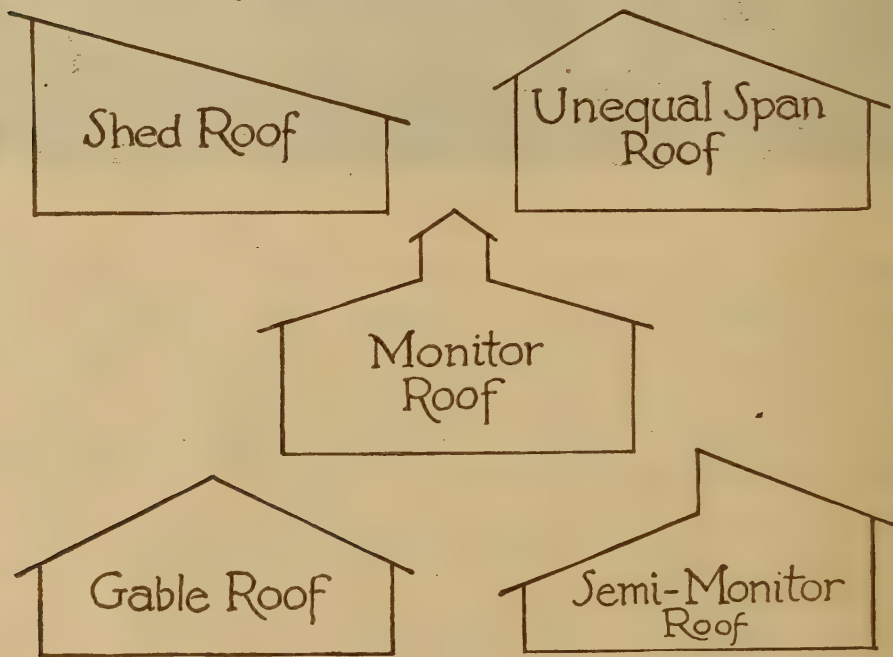 Shed Roof
Unequal Span
Roof
Monitor
Roof
Gable Roof
Semi-Monitor
Roof